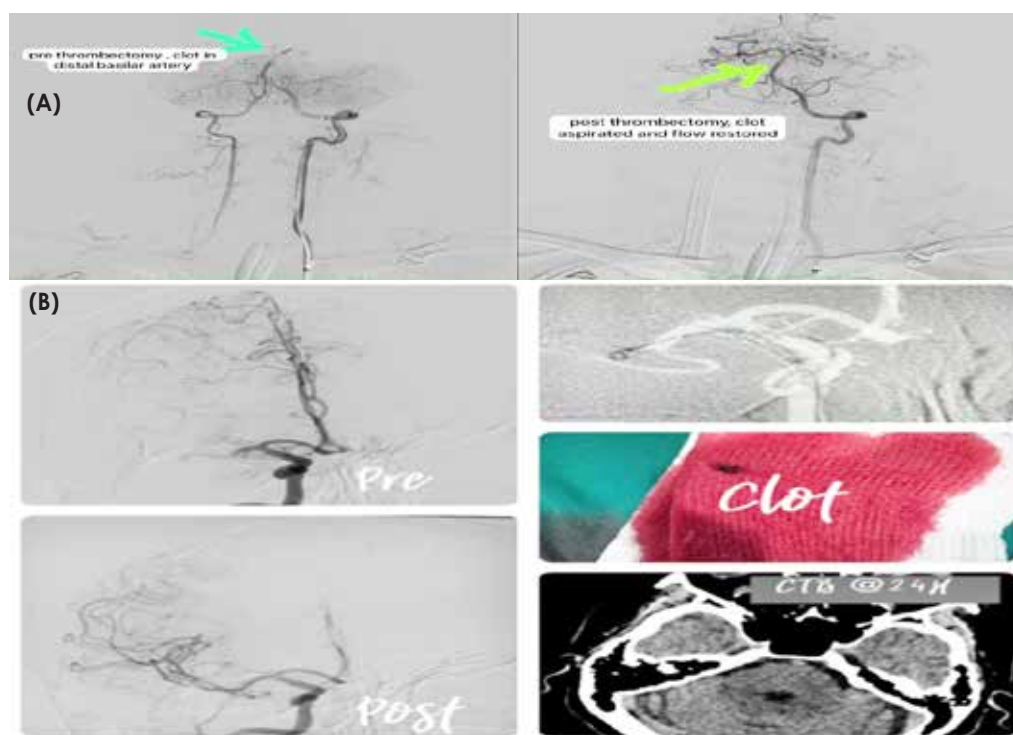 pre thrombectomy , clot in
distal basilar artery
(A)
post thrombectomy, clot
aspirated and flow restored
(B)
Pre
Clot
CTB @ 24H
Post